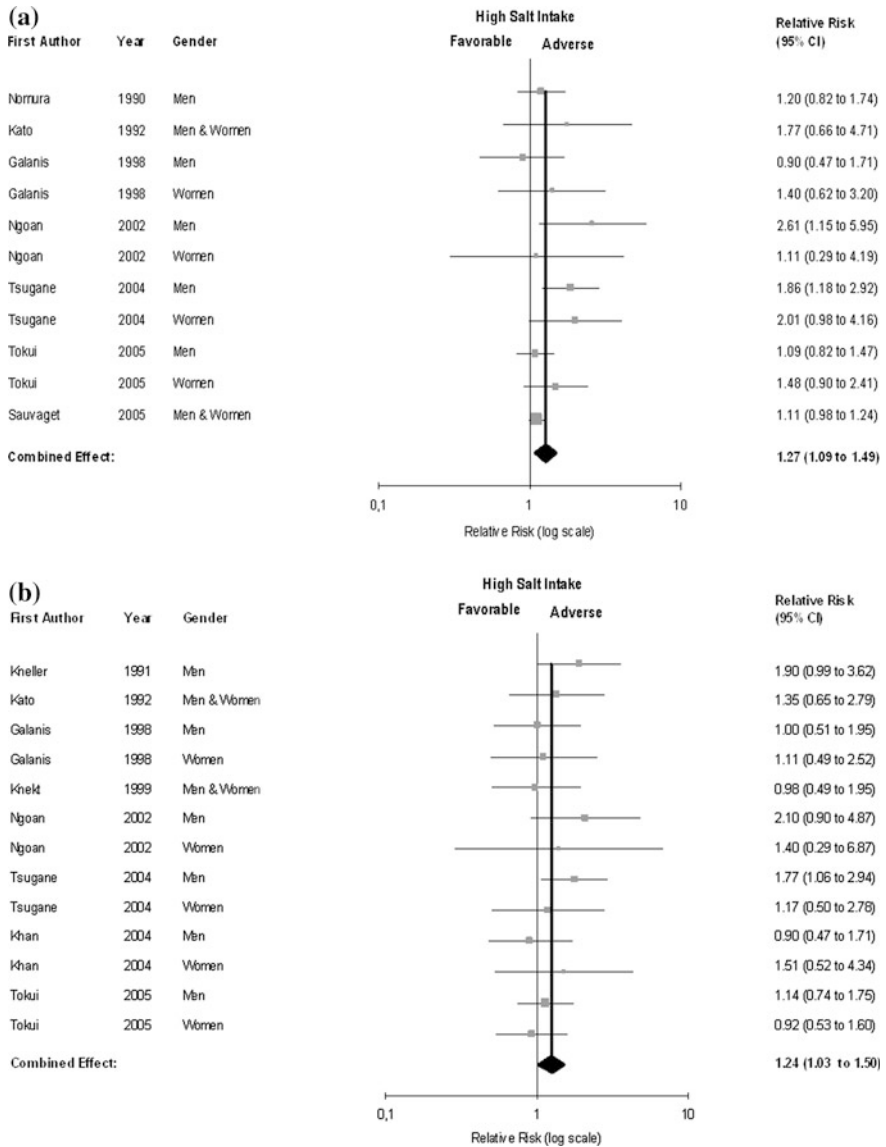 (a)
High Salt Intake
Relative Risk
First Author Year Gender Favorable Adverse (95% CI)
Nomura 1990 Men 1.20 (0.82 to 1.74)
Kato 1992 Men & Women 1.77 (0.66 to 4.71)
Galanis 1998 Men 0.90 (0.47 to 1.71)
Galanis 1998 Women 1.40 (0.62 to 3.20)
Ngoan 2002 Men 2.61 (1.15 to 5.95)
Ngoan 2002 Women 1.11 (0.29 to 4.19)
Tsugane 2004 Men 1.86 (1.18 to 2.92)
Tsugane 2004 Women 2.01 (0.98 to 4.16)
Tokui 2005 Men 1.09 (0.82 to 1.47)
Tokui 2005 Women 1.48 (0.90 to 2.41)
Sauvaget 2005 Men & Women 1.11 (0.98 to 1.24)
Combined Effect: 1.27 (1.09 to 1.49)
0,1 1 10
Relative Risk (log scale)
(b)
High Salt Intake
Relative Risk
First Author Year Gender Favorable Adverse (95% CI)
Kneller 1991 Men 1.90 (0.99 to 3.62)
Kato 1992 Men & Women 1.35 (0.65 to 2.79)
Galanis 1998 Men 1.00 (0.51 to 1.95)
Galanis 1998 Women 1.11 (0.49 to 2.52)
Knekt 1999 Men & Women 0.98 (0.49 to 1.95)
Ngoan 2002 Men 2.10 (0.90 to 4.87)
Ngoan 2002 Women 1.40 (0.29 to 6.87)
Tsugane 2004 Men 1.77 (1.06 to 2.94)
Tsugane 2004 Women 1.17 (0.50 to 2.78)
Khan 2004 Men 0.90 (0.47 to 1.71)
Khan 2004 Women 1.51 (0.52 to 4.34)
Tokui 2005 Men 1.14 (0.74 to 1.75)
Tokui 2005 Women 0.92 (0.53 to 1.60)
Combined Effect: 1.24 (1.03 to 1.50)
0,1 1 10
Relative Risk (log scale)